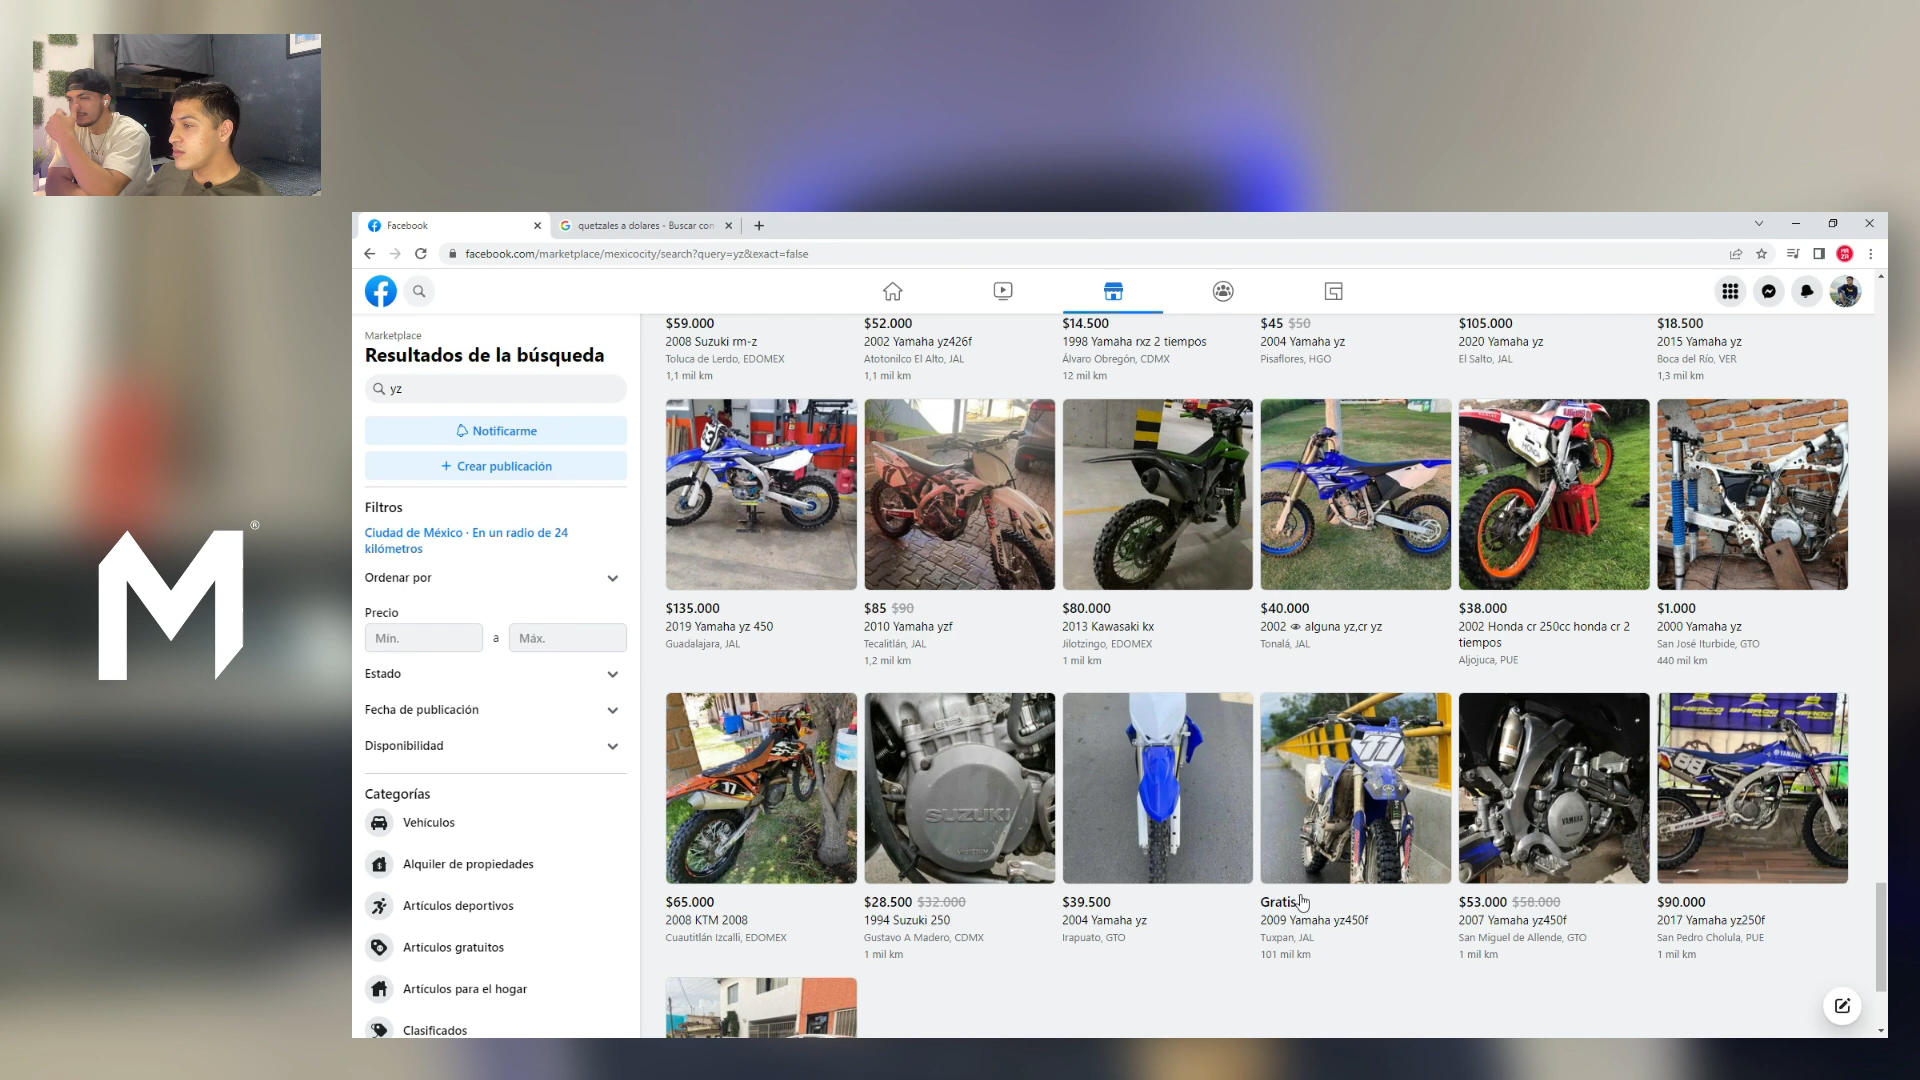 Facebook
quetzales a dolares - Buscar con
facebook.com/marketplace/mexicocity/search?query=yz&exact=false
Marketplace
Resultados de la búsqueda
yz
Notificarme
+ Crear publicación
Filtros
Ciudad de México · En un radio de 24
kilómetros
Ordenar por
Precio
Mín.
a
Máx.
Estado
Fecha de publicación
Disponibilidad
Categorías
Vehículos
Alquiler de propiedades
Artículos deportivos
Artículos gratuitos
Artículos para el hogar
Clasificados
$59.000
2008 Suzuki rm-z
Toluca de Lerdo, EDOMEX
1,1 mil km
$52.000
2002 Yamaha yz426f
Atotonilco El Alto, JAL
1,1 mil km
$14.500
1998 Yamaha rxz 2 tiempos
Álvaro Obregón, CDMX
12 mil km
$45 $50
2004 Yamaha yz
Pisaflores, HGO
$105.000
2020 Yamaha yz
El Salto, JAL
$18.500
2015 Yamaha yz
Boca del Río, VER
1,3 mil km
$135.000
2019 Yamaha yz 450
Guadalajara, JAL
$85 $90
2010 Yamaha yzf
Tecalitlán, JAL
1,2 mil km
$80.000
2013 Kawasaki kx
Jilotzingo, EDOMEX
1 mil km
$40.000
2002 👁 alguna yz,cr yz
Tonalá, JAL
$38.000
2002 Honda cr 250cc honda cr 2
tiempos
Aljojuca, PUE
$1.000
2000 Yamaha yz
San José Iturbide, GTO
440 mil km
$65.000
2008 KTM 2008
Cuautitlán Izcalli, EDOMEX
SUZUKI
$28.500 $32.000
1994 Suzuki 250
Gustavo A Madero, CDMX
1 mil km
$39.500
2004 Yamaha yz
Irapuato, GTO
11
Gratis
2009 Yamaha yz450f
Tuxpan, JAL
101 mil km
YAMAHA
$53.000 $58.000
2007 Yamaha yz450f
San Miguel de Allende, GTO
1 mil km
SHERCO SHERCO SHERCO
YAMAHA
$90.000
2017 Yamaha yz250f
San Pedro Cholula, PUE
1 mil km
M®